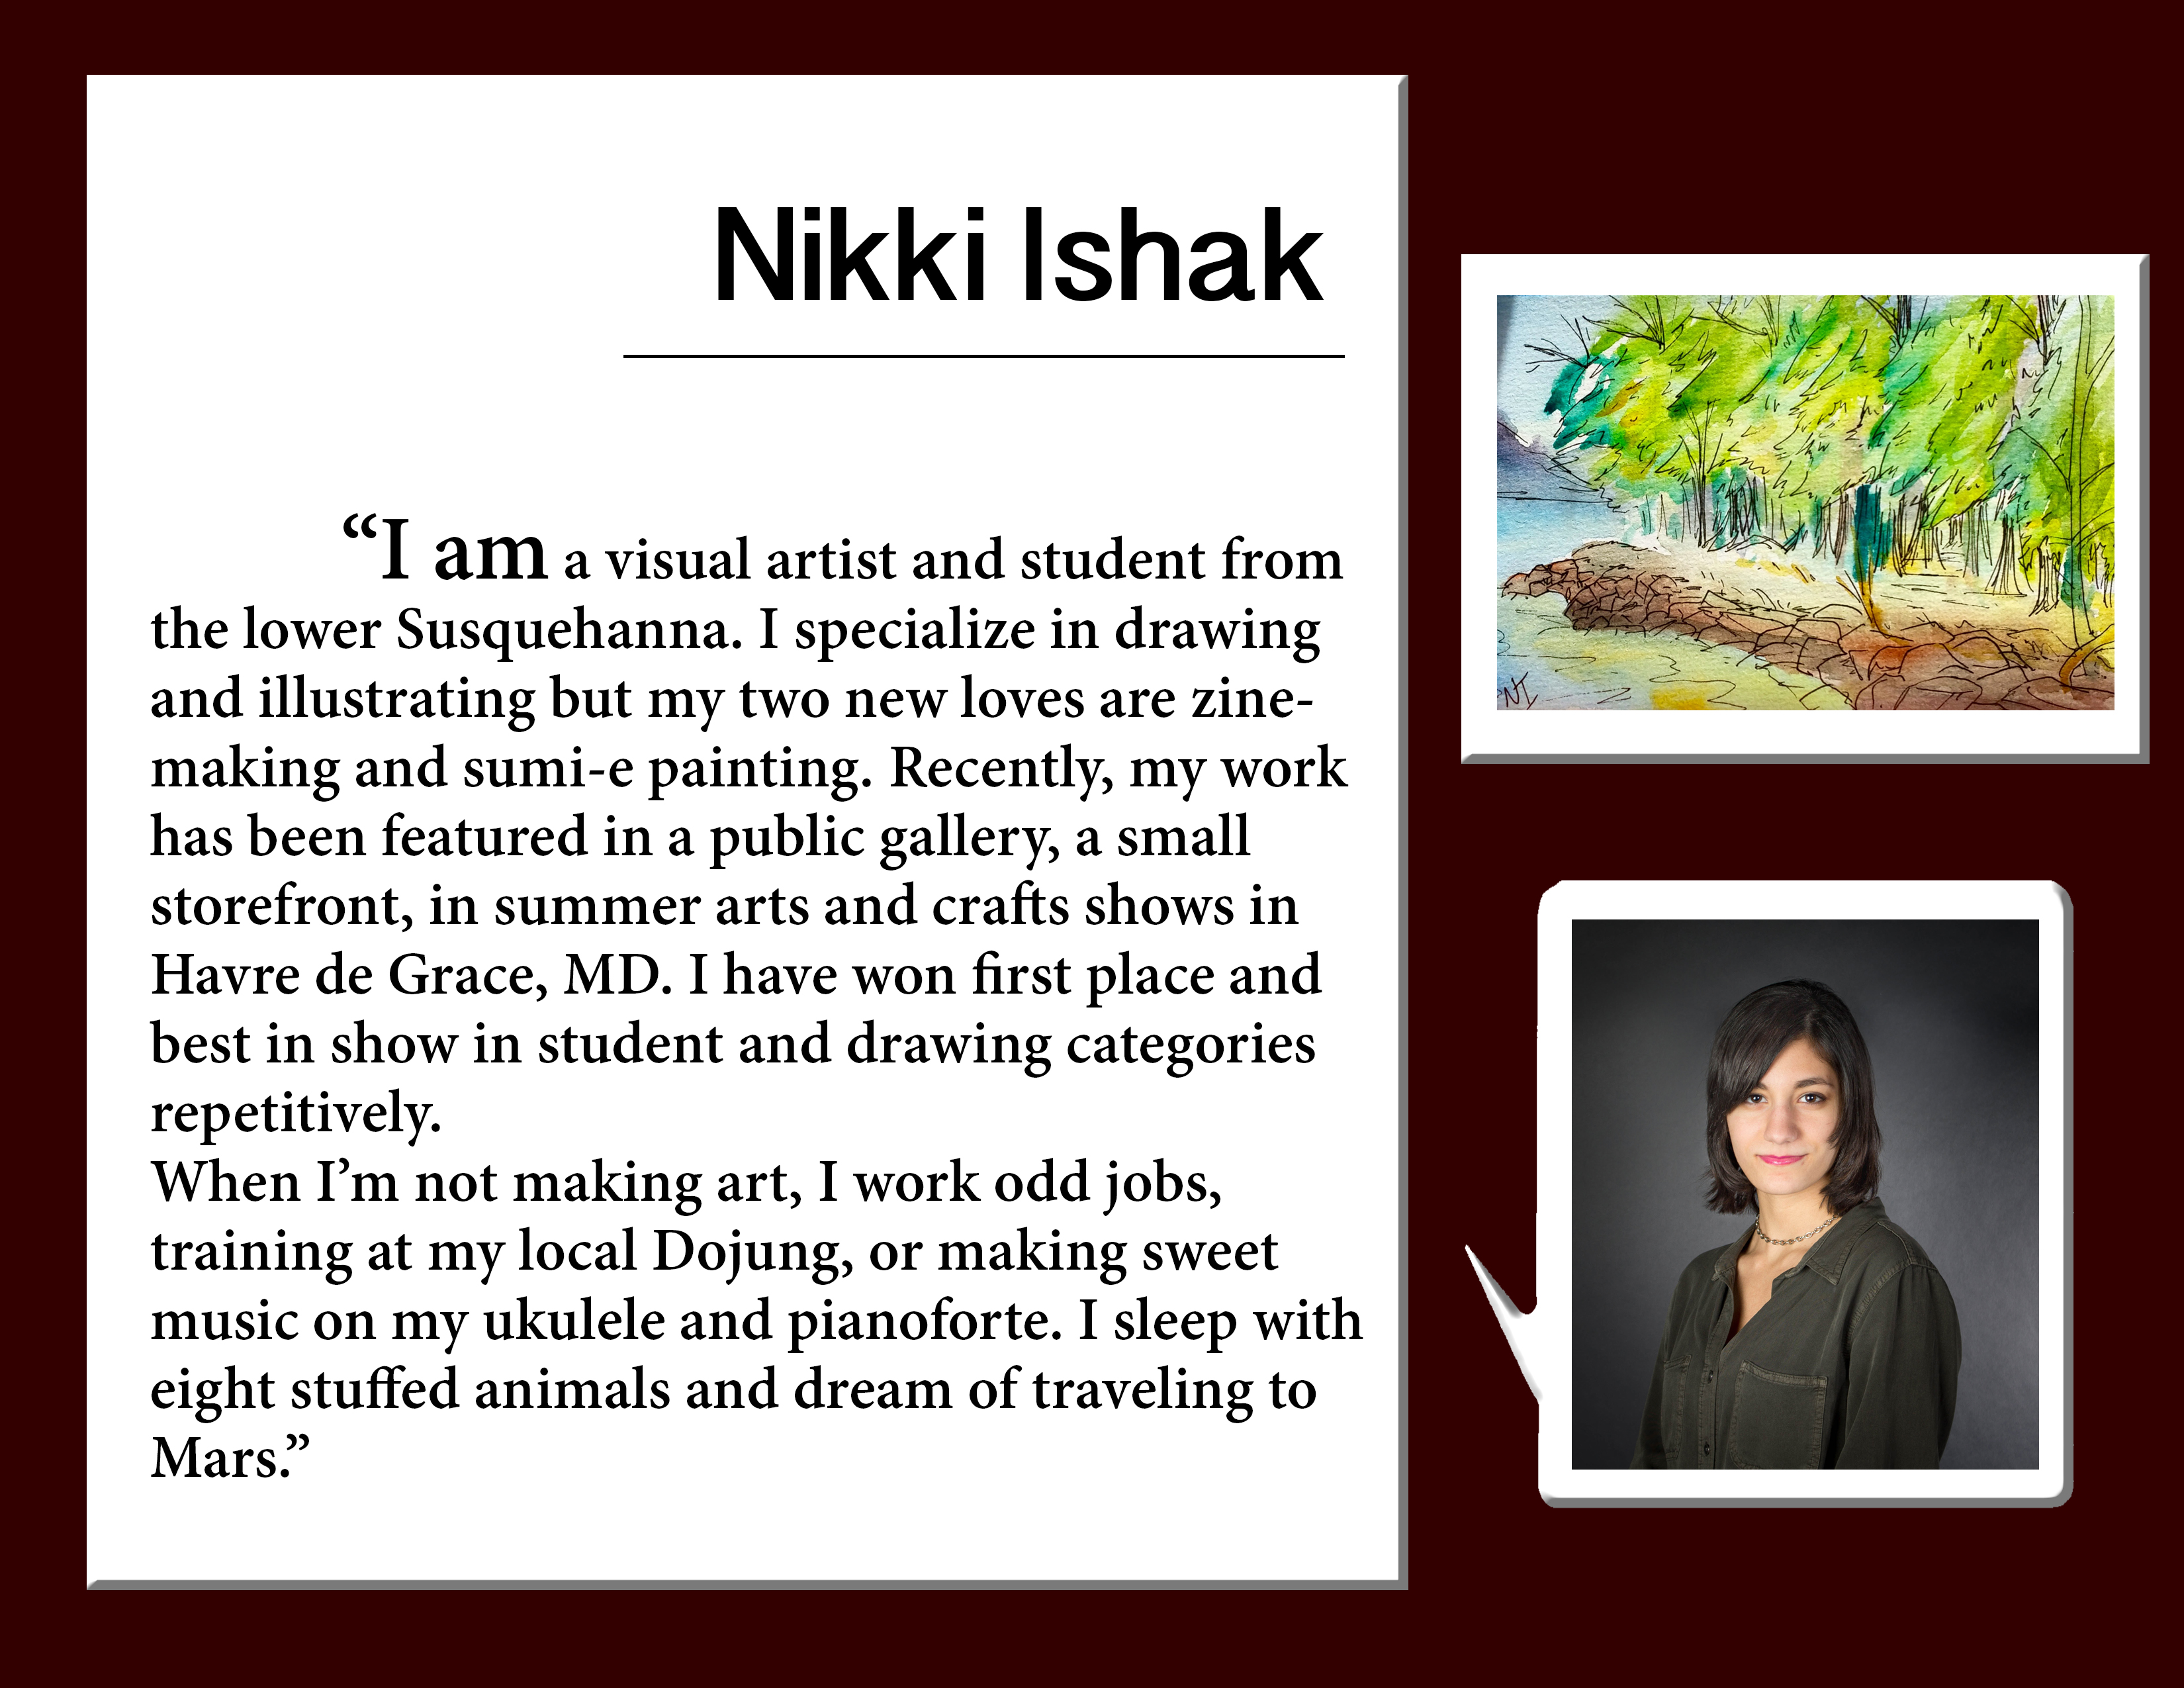 Nikki Ishak
“I am a visual artist and student from
the lower Susquehanna. I specialize in drawing
and illustrating but my two new loves are zine-
making and sumi-e painting. Recently, my work
has been featured in a public gallery, a small
storefront, in summer arts and crafts shows in
Havre de Grace, MD. I have won first place and
best in show in student and drawing categories
repetitively.
When I’m not making art, I work odd jobs,
training at my local Dojung, or making sweet
music on my ukulele and pianoforte. I sleep with
eight stuffed animals and dream of traveling to
Mars.”
NI